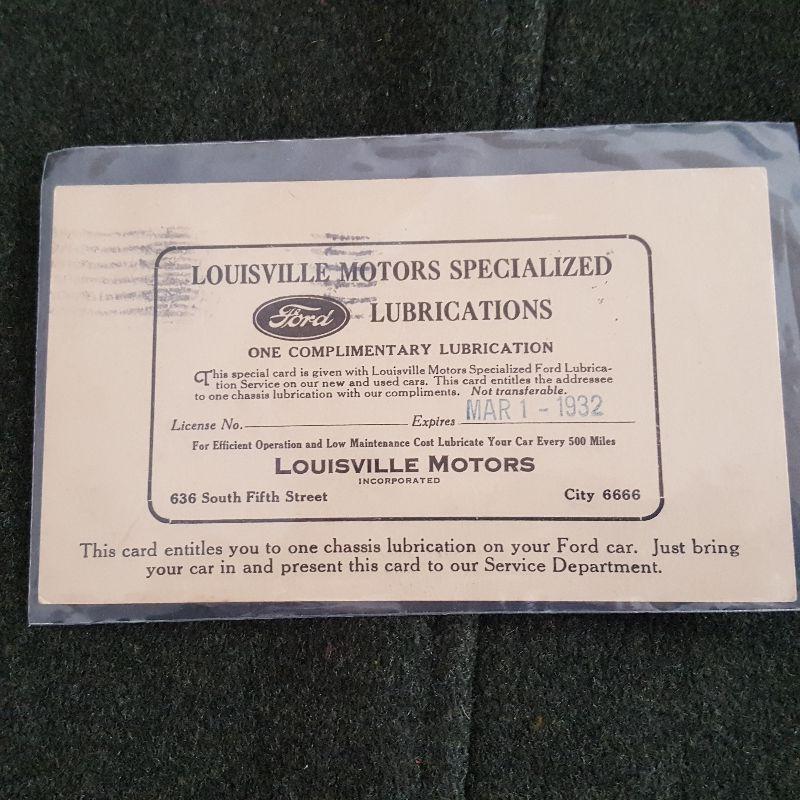 LOUISVILLE MOTORS SPECIALIZED
Ford LUBRICATIONS
ONE COMPLIMENTARY LUBRICATION
This special card is given with Louisville Motors Specialized Ford Lubrica-
tion Service on our new and used cars. This card entitles the addressee
to one chassis lubrication with our compliments. Not transferable.
License No. Expires MAR 1 - 1932
For Efficient Operation and Low Maintenance Cost Lubricate Your Car Every 500 Miles
LOUISVILLE MOTORS
INCORPORATED
636 South Fifth Street City 6666
This card entitles you to one chassis lubrication on your Ford car. Just bring
your car in and present this card to our Service Department.